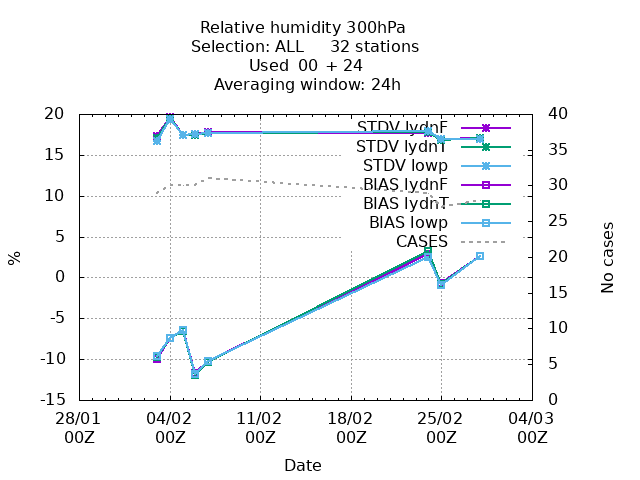 Relative humidity 300hPa
Selection: ALL     32 stations
Used  00 + 24
Averaging window: 24h
20
15
10
5
0
-5
-10
-15
%
40
35
30
25
20
15
10
5
0
No cases
STDV lydnF
STDV lydnT
STDV lowp
BIAS lydnF
BIAS lydnT
BIAS lowp
CASES
28/01 04/02 11/02 18/02 25/02 04/03
00Z 00Z 00Z 00Z 00Z 00Z
Date